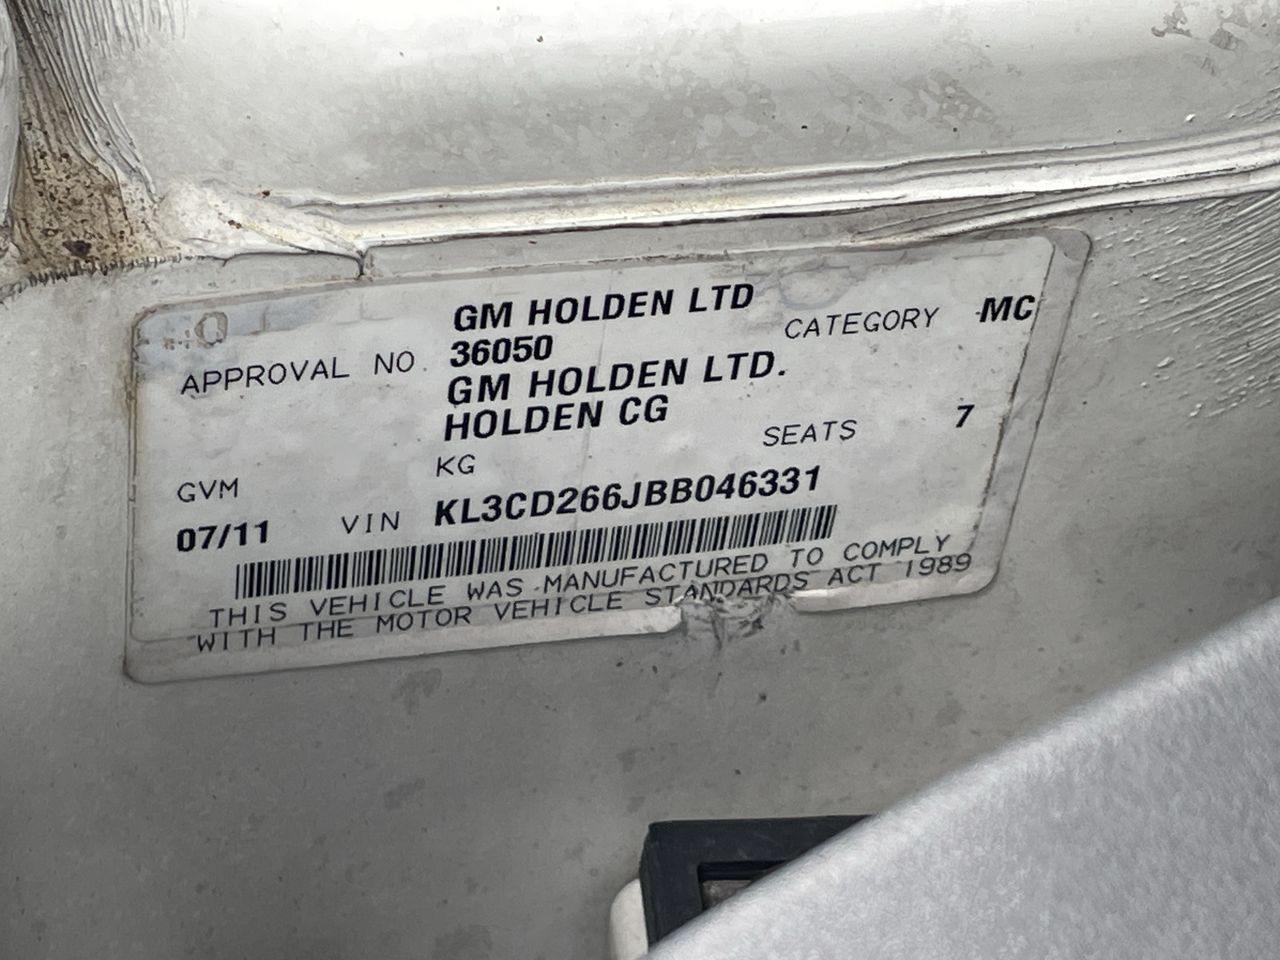 GM HOLDEN LTD
APPROVAL NO. 36050 CATEGORY MC
GM HOLDEN LTD.
HOLDEN CG
GVM KG SEATS 7
07/11 VIN KL3CD266JBB046331
THIS VEHICLE WAS MANUFACTURED TO COMPLY
WITH THE MOTOR VEHICLE STANDARDS ACT 1989